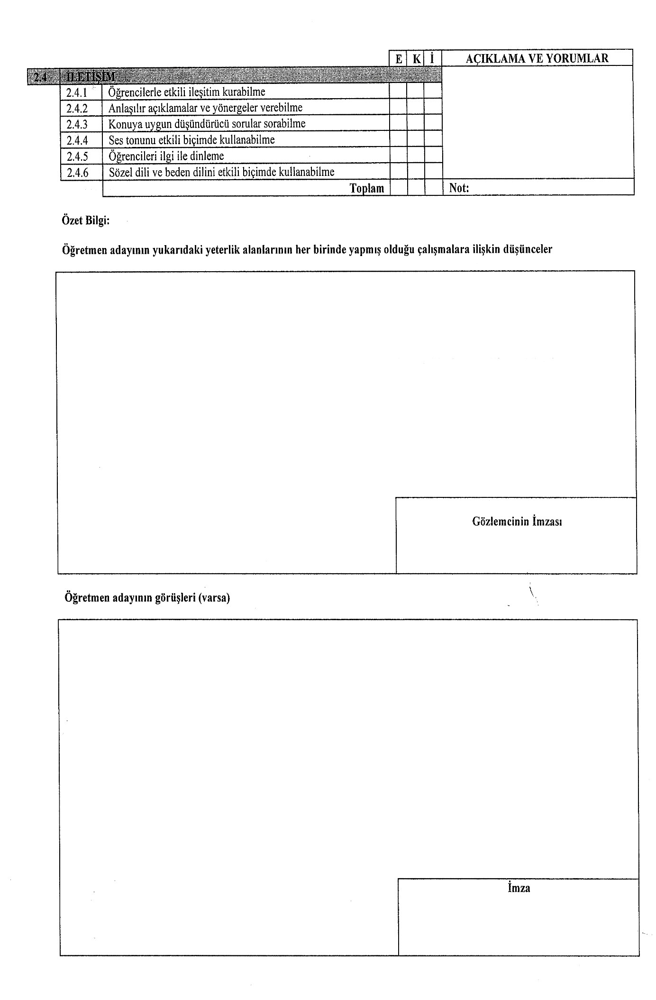 E K İ AÇIKLAMA VE YORUMLAR
2.4 İLETİŞİM
2.4.1 Öğrencilerle etkili ileşitim kurabilme
2.4.2 Anlaşılır açıklamalar ve yönergeler verebilme
2.4.3 Konuya uygun düşündürücü sorular sorabilme
2.4.4 Ses tonunu etkili biçimde kullanabilme
2.4.5 Öğrencileri ilgi ile dinleme
2.4.6 Sözel dili ve beden dilini etkili biçimde kullanabilme
Toplam Not:
Özet Bilgi:
Öğretmen adayının yukarıdaki yeterlik alanlarının her birinde yapmış olduğu çalışmalara ilişkin düşünceler
Gözlemcinin İmzası
Öğretmen adayının görüşleri (varsa)
İmza